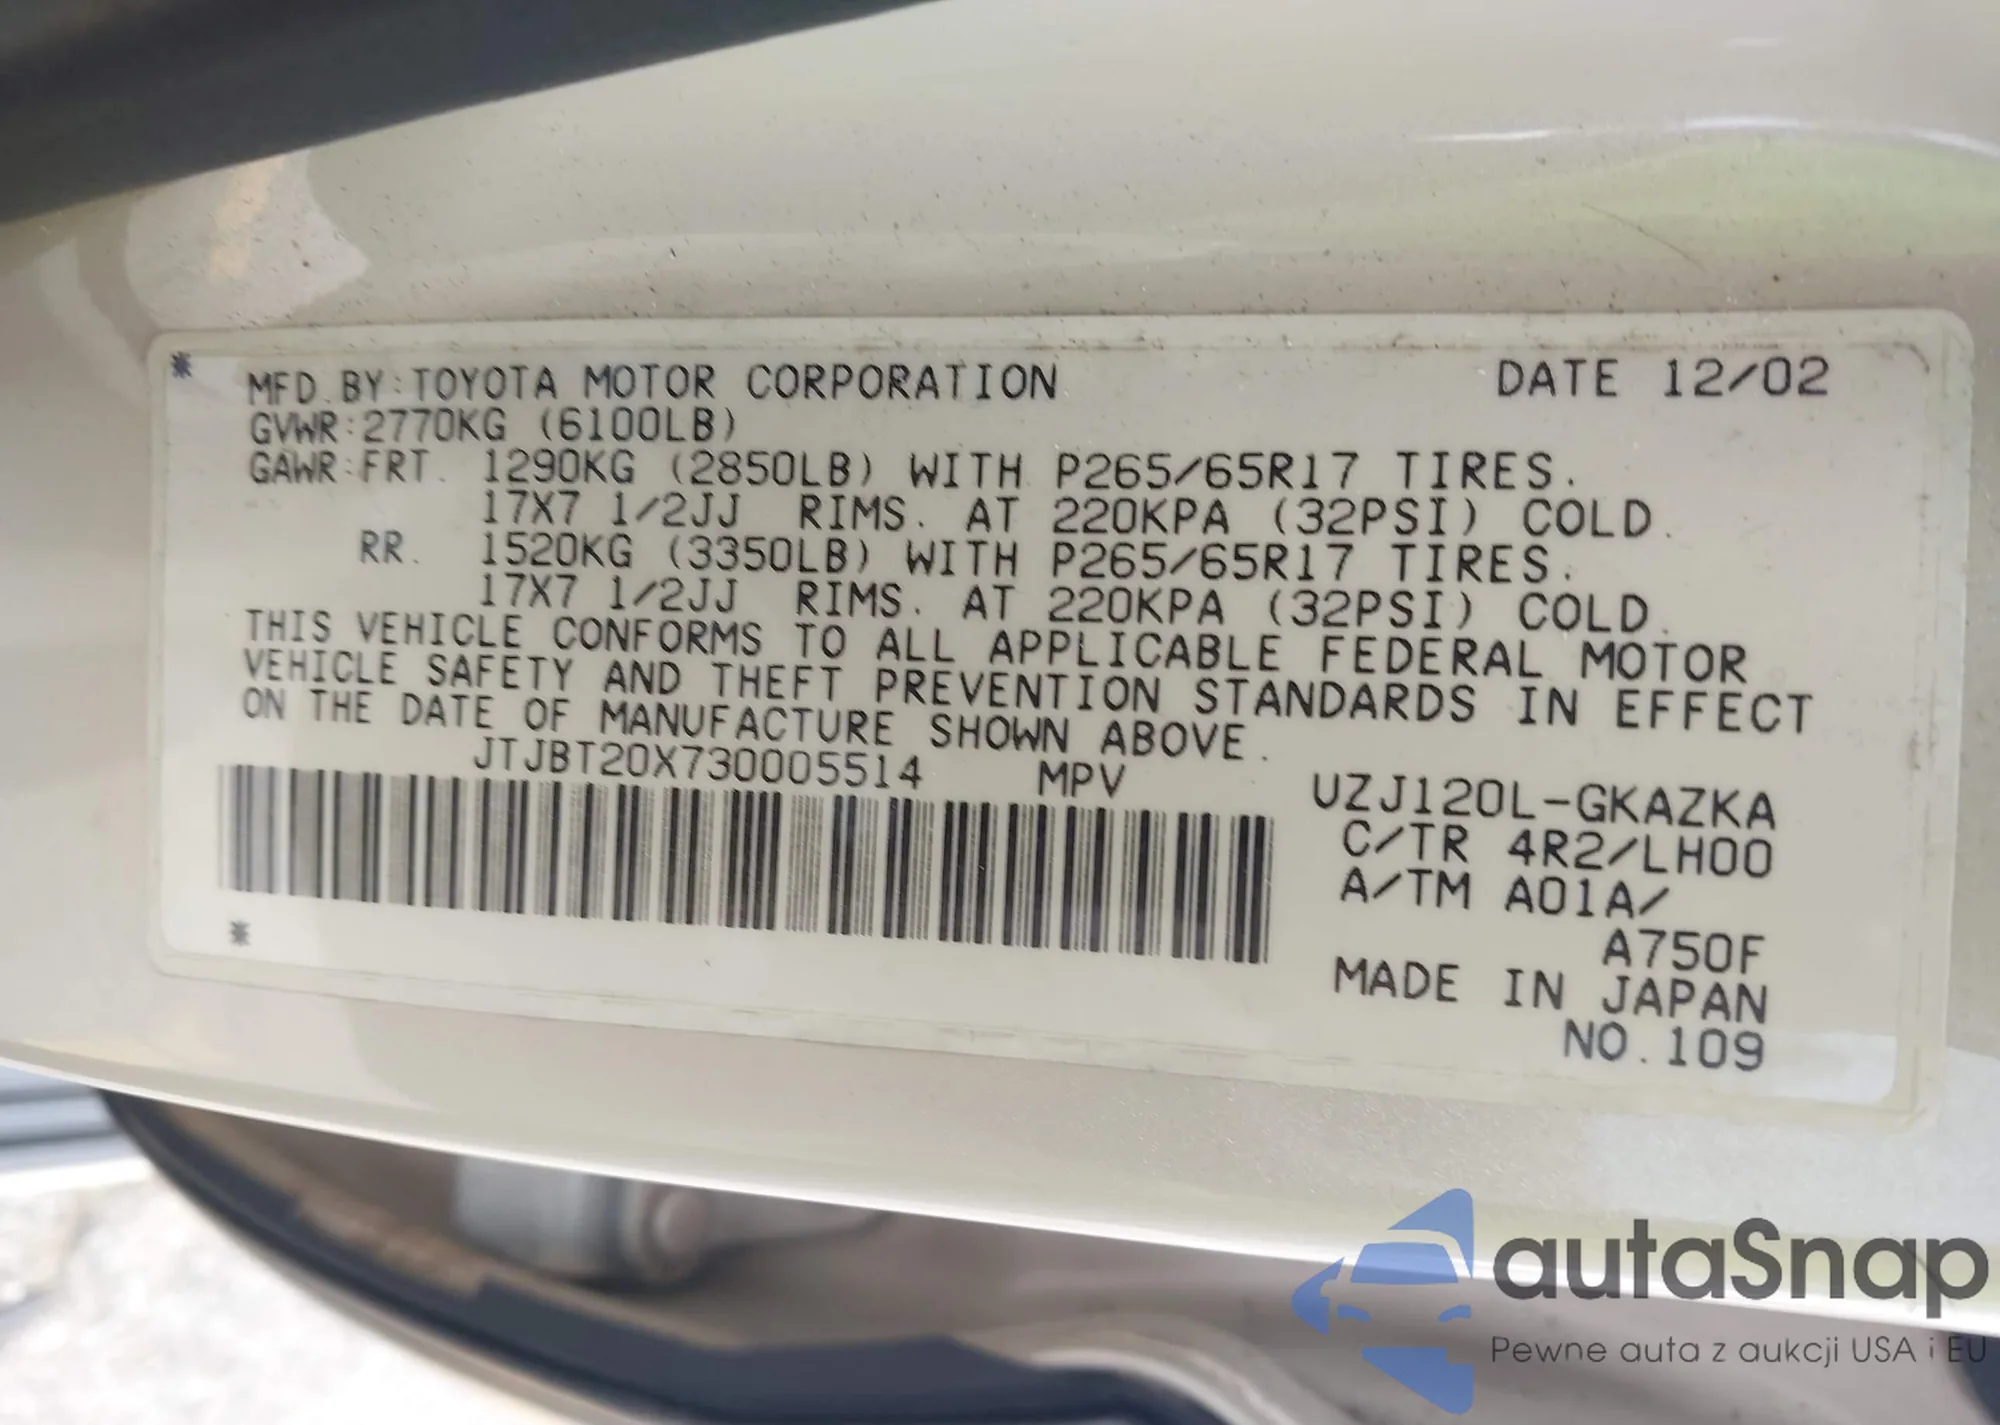 * MFD. BY: TOYOTA MOTOR CORPORATION DATE 12/02
GVWR: 2770KG (6100LB)
GAWR: FRT. 1290KG (2850LB) WITH P265/65R17 TIRES.
17X7 1/2JJ RIMS. AT 220KPA (32PSI) COLD.
RR. 1520KG (3350LB) WITH P265/65R17 TIRES.
17X7 1/2JJ RIMS. AT 220KPA (32PSI) COLD.
THIS VEHICLE CONFORMS TO ALL APPLICABLE FEDERAL MOTOR
VEHICLE SAFETY AND THEFT PREVENTION STANDARDS IN EFFECT
ON THE DATE OF MANUFACTURE SHOWN ABOVE.
JTJBT20X730005514 MPV
UZJ120L-GKAZKA
C/TR 4R2/LH00
A/TM A01A/
A750F
*
MADE IN JAPAN
NO. 109
autaSnap
Pewne auta z aukcji USA i EU